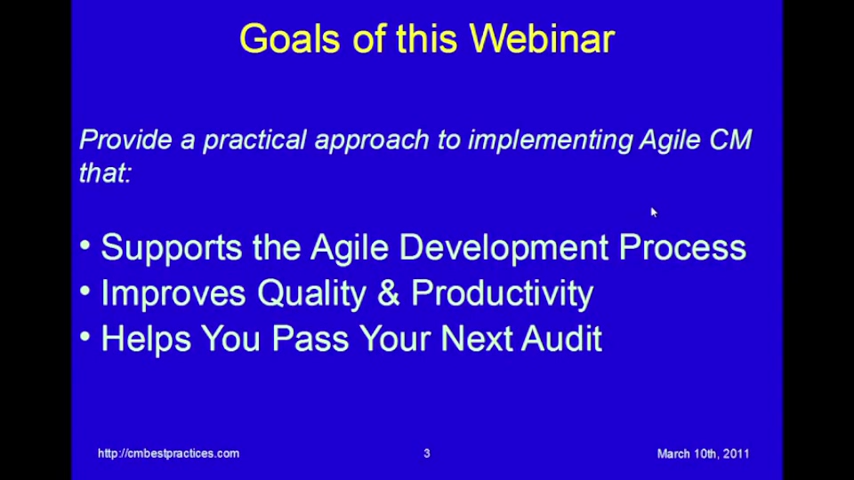 Goals of this Webinar
Provide a practical approach to implementing Agile CM
that:
• Supports the Agile Development Process
• Improves Quality & Productivity
• Helps You Pass Your Next Audit
http://cmbestpractices.com
3
March 10th, 2011